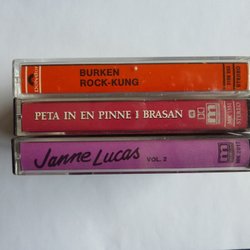 BURKEN
ROCK-KUNG
PETA IN EN PINNE I BRASAN
Janne Lucas
VOL. 2